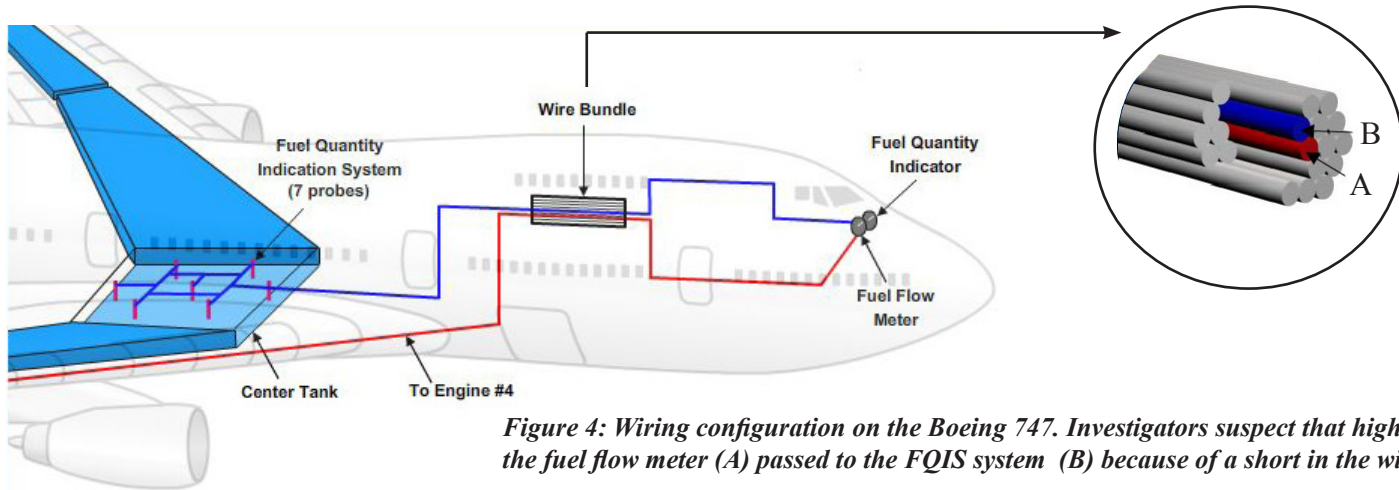 Wire Bundle
Fuel Quantity
Indication System
(7 probes)
Fuel Quantity
Indicator
B
A
Fuel Flow
Meter
Center Tank
To Engine #4
Figure 4: Wiring configuration on the Boeing 747. Investigators suspect that high
the fuel flow meter (A) passed to the FQIS system (B) because of a short in the